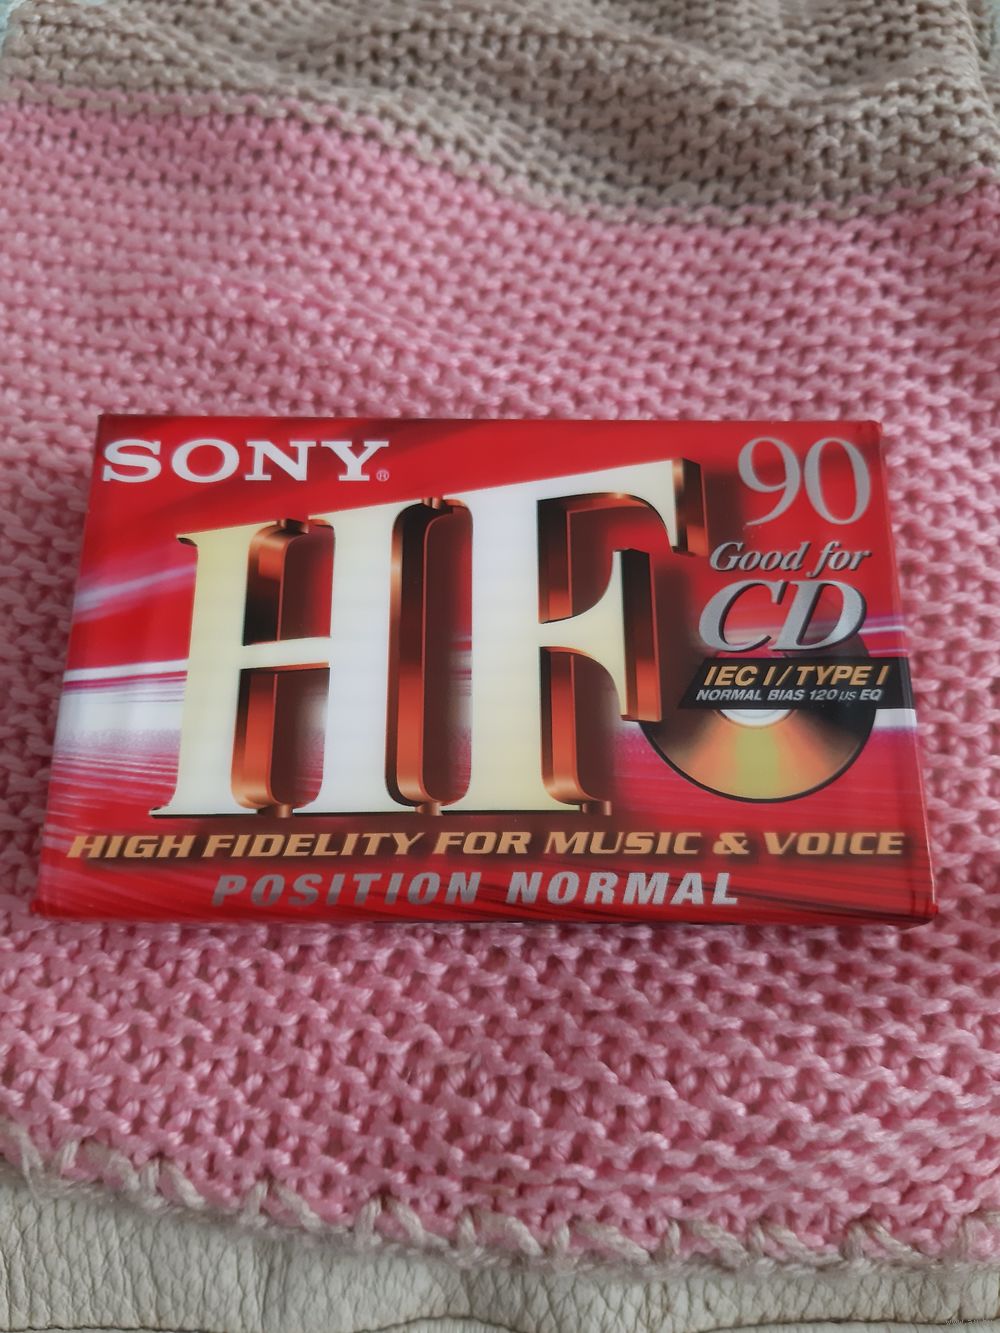 SONY®
90
HF
Good for
CD
IEC I / TYPE I
NORMAL BIAS 120 µs EQ
HIGH FIDELITY FOR MUSIC & VOICE
POSITION NORMAL